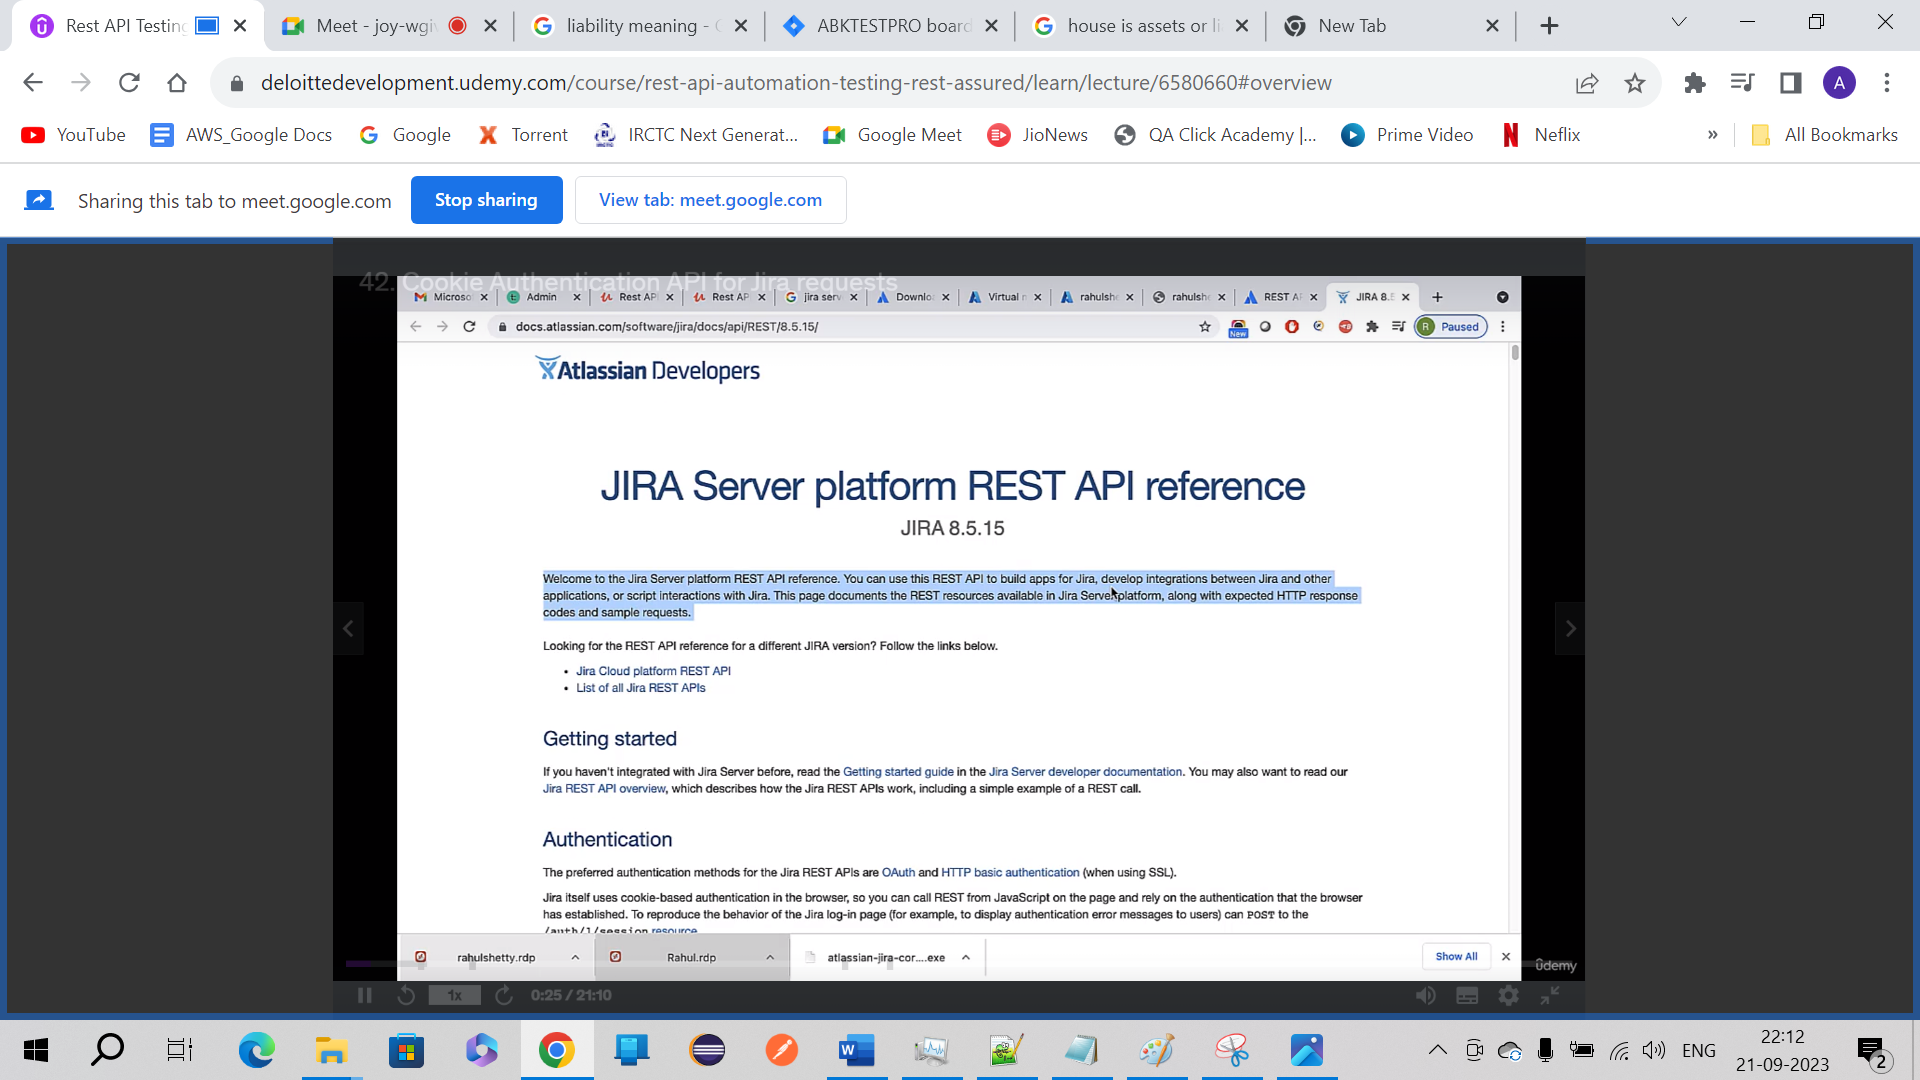 Rest API Testing
Meet - joy-wgi
liability meaning -
ABKTESTPRO board
house is assets or li
New Tab
deloittedevelopment.udemy.com/course/rest-api-automation-testing-rest-assured/learn/lecture/6580660#overview
A
YouTube
AWS_Google Docs
Google
Torrent
IRCTC Next Generat...
Google Meet
JioNews
QA Click Academy |...
Prime Video
Neflix
»
All Bookmarks
Sharing this tab to meet.google.com
Stop sharing
View tab: meet.google.com
42. Cookie Authentication API for Jira requests
Microso
Admin
Rest AP
Rest AP
jira serv
Downlo
Virtual
rahulshe
rahulshe
REST A
JIRA 8.5
docs.atlassian.com/software/jira/docs/api/REST/8.5.15/
New
R
Paused
Atlassian Developers
JIRA Server platform REST API reference
JIRA 8.5.15
Welcome to the Jira Server platform REST API reference. You can use this REST API to build apps for Jira, develop integrations between Jira and other
applications, or script interactions with Jira. This page documents the REST resources available in Jira Server platform, along with expected HTTP response
codes and sample requests.
Looking for the REST API reference for a different JIRA version? Follow the links below.
• Jira Cloud platform REST API
• List of all Jira REST APIs
Getting started
If you haven't integrated with Jira Server before, read the Getting started guide in the Jira Server developer documentation. You may also want to read our
Jira REST API overview, which describes how the Jira REST APIs work, including a simple example of a REST call.
Authentication
The preferred authentication methods for the Jira REST APIs are OAuth and HTTP basic authentication (when using SSL).
Jira itself uses cookie-based authentication in the browser, so you can call REST from JavaScript on the page and rely on the authentication that the browser
has established. To reproduce the behavior of the Jira log-in page (for example, to display authentication error messages to users) can POST to the
/auth/1/session resource
rahulshetty.rdp
Rahul.rdp
atlassian-jira-cor....exe
Show All
ûdemy
1x
0:25 / 21:10
W
ENG
22:12
21-09-2023
2